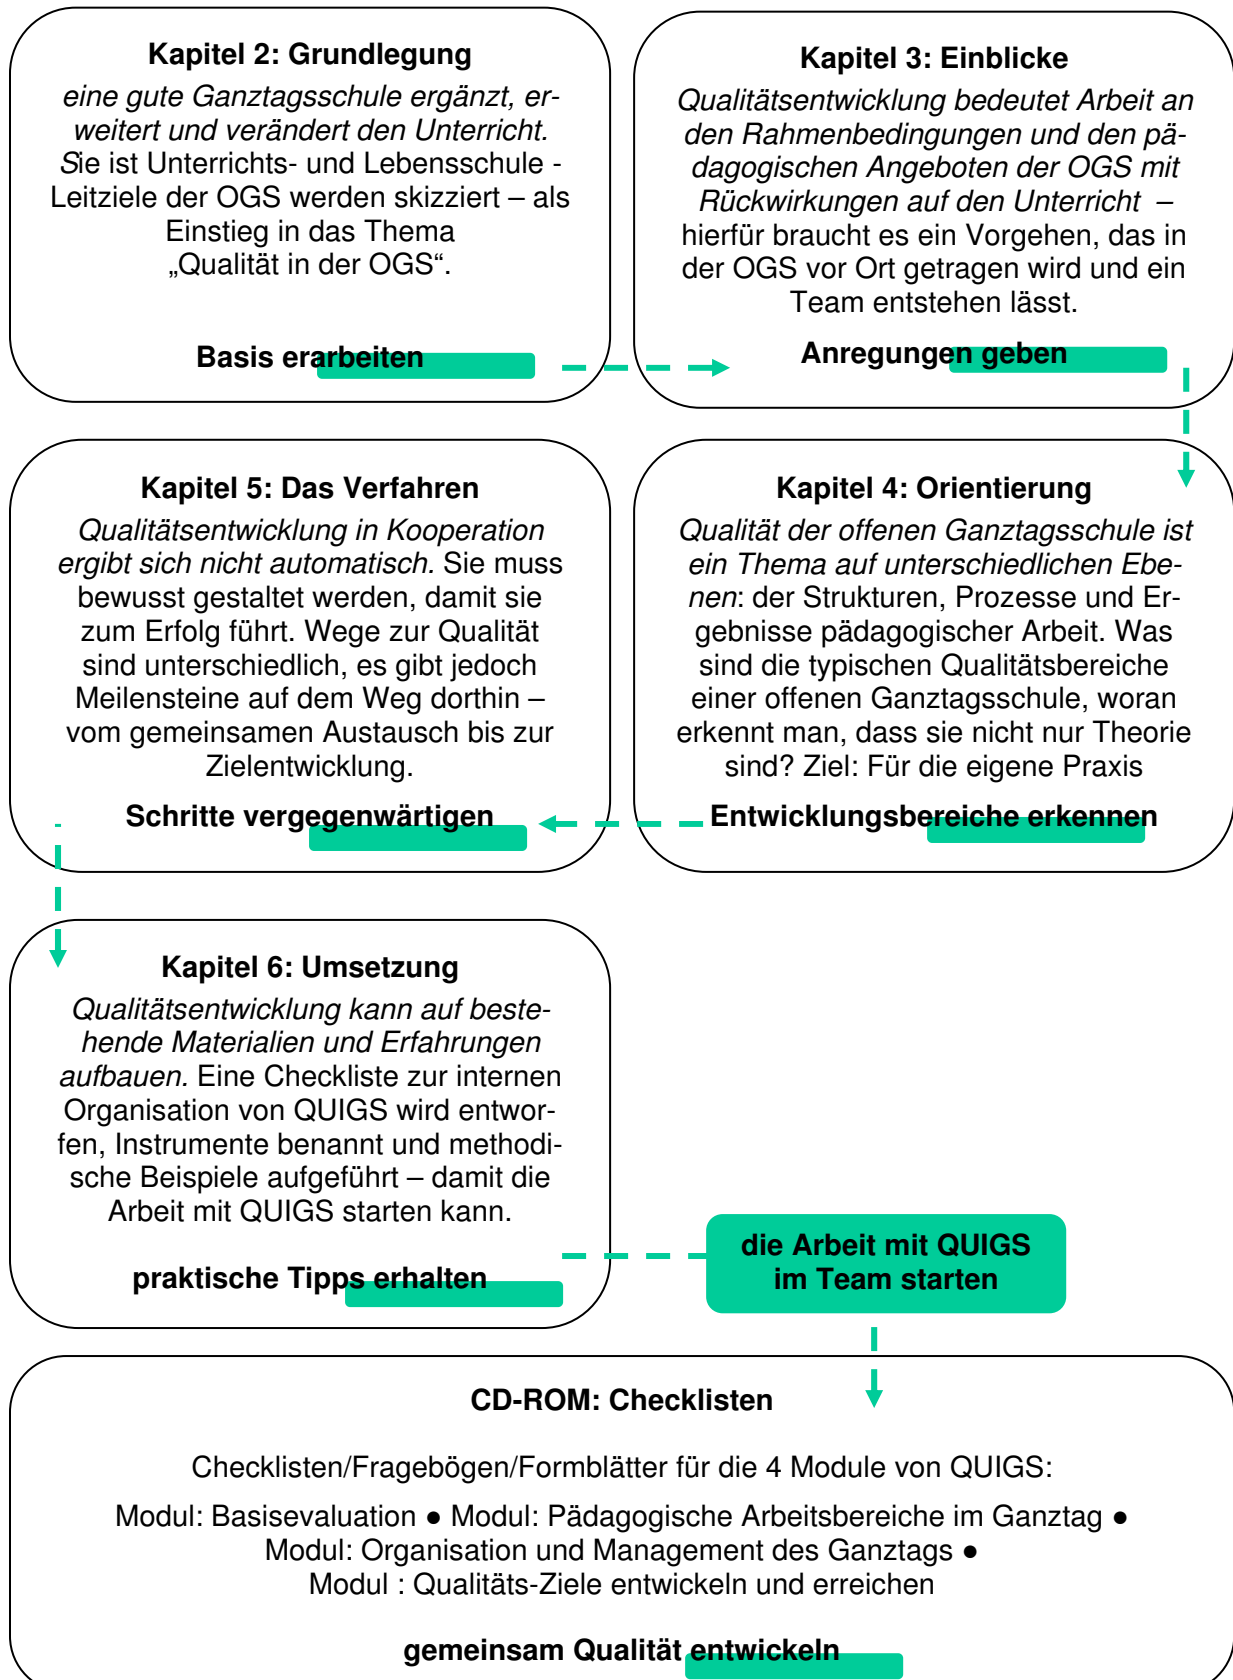 Kapitel 2: Grundlegung
eine gute Ganztagsschule ergänzt, er-
weitert und verändert den Unterricht.
Sie ist Unterrichts- und Lebensschule -
Leitziele der OGS werden skizziert – als
Einstieg in das Thema
„Qualität in der OGS“.
Basis erarbeiten
Kapitel 3: Einblicke
Qualitätsentwicklung bedeutet Arbeit an
den Rahmenbedingungen und den pä-
dagogischen Angeboten der OGS mit
Rückwirkungen auf den Unterricht –
hierfür braucht es ein Vorgehen, das in
der OGS vor Ort getragen wird und ein
Team entstehen lässt.
Anregungen geben
Kapitel 4: Orientierung
Qualität der offenen Ganztagsschule ist
ein Thema auf unterschiedlichen Ebe-
nen: der Strukturen, Prozesse und Er-
gebnisse pädagogischer Arbeit. Was
sind die typischen Qualitätsbereiche
einer offenen Ganztagsschule, woran
erkennt man, dass sie nicht nur Theorie
sind? Ziel: Für die eigene Praxis
Entwicklungsbereiche erkennen
Kapitel 5: Das Verfahren
Qualitätsentwicklung in Kooperation
ergibt sich nicht automatisch. Sie muss
bewusst gestaltet werden, damit sie
zum Erfolg führt. Wege zur Qualität
sind unterschiedlich, es gibt jedoch
Meilensteine auf dem Weg dorthin –
vom gemeinsamen Austausch bis zur
Zielentwicklung.
Schritte vergegenwärtigen
Kapitel 6: Umsetzung
Qualitätsentwicklung kann auf beste-
hende Materialien und Erfahrungen
aufbauen. Eine Checkliste zur internen
Organisation von QUIGS wird entwor-
fen, Instrumente benannt und methodi-
sche Beispiele aufgeführt – damit die
Arbeit mit QUIGS starten kann.
praktische Tipps erhalten
die Arbeit mit QUIGS
im Team starten
CD-ROM: Checklisten
Checklisten/Fragebögen/Formblätter für die 4 Module von QUIGS:
Modul: Basisevaluation ● Modul: Pädagogische Arbeitsbereiche im Ganztag ●
Modul: Organisation und Management des Ganztags ●
Modul : Qualitäts-Ziele entwickeln und erreichen
gemeinsam Qualität entwickeln